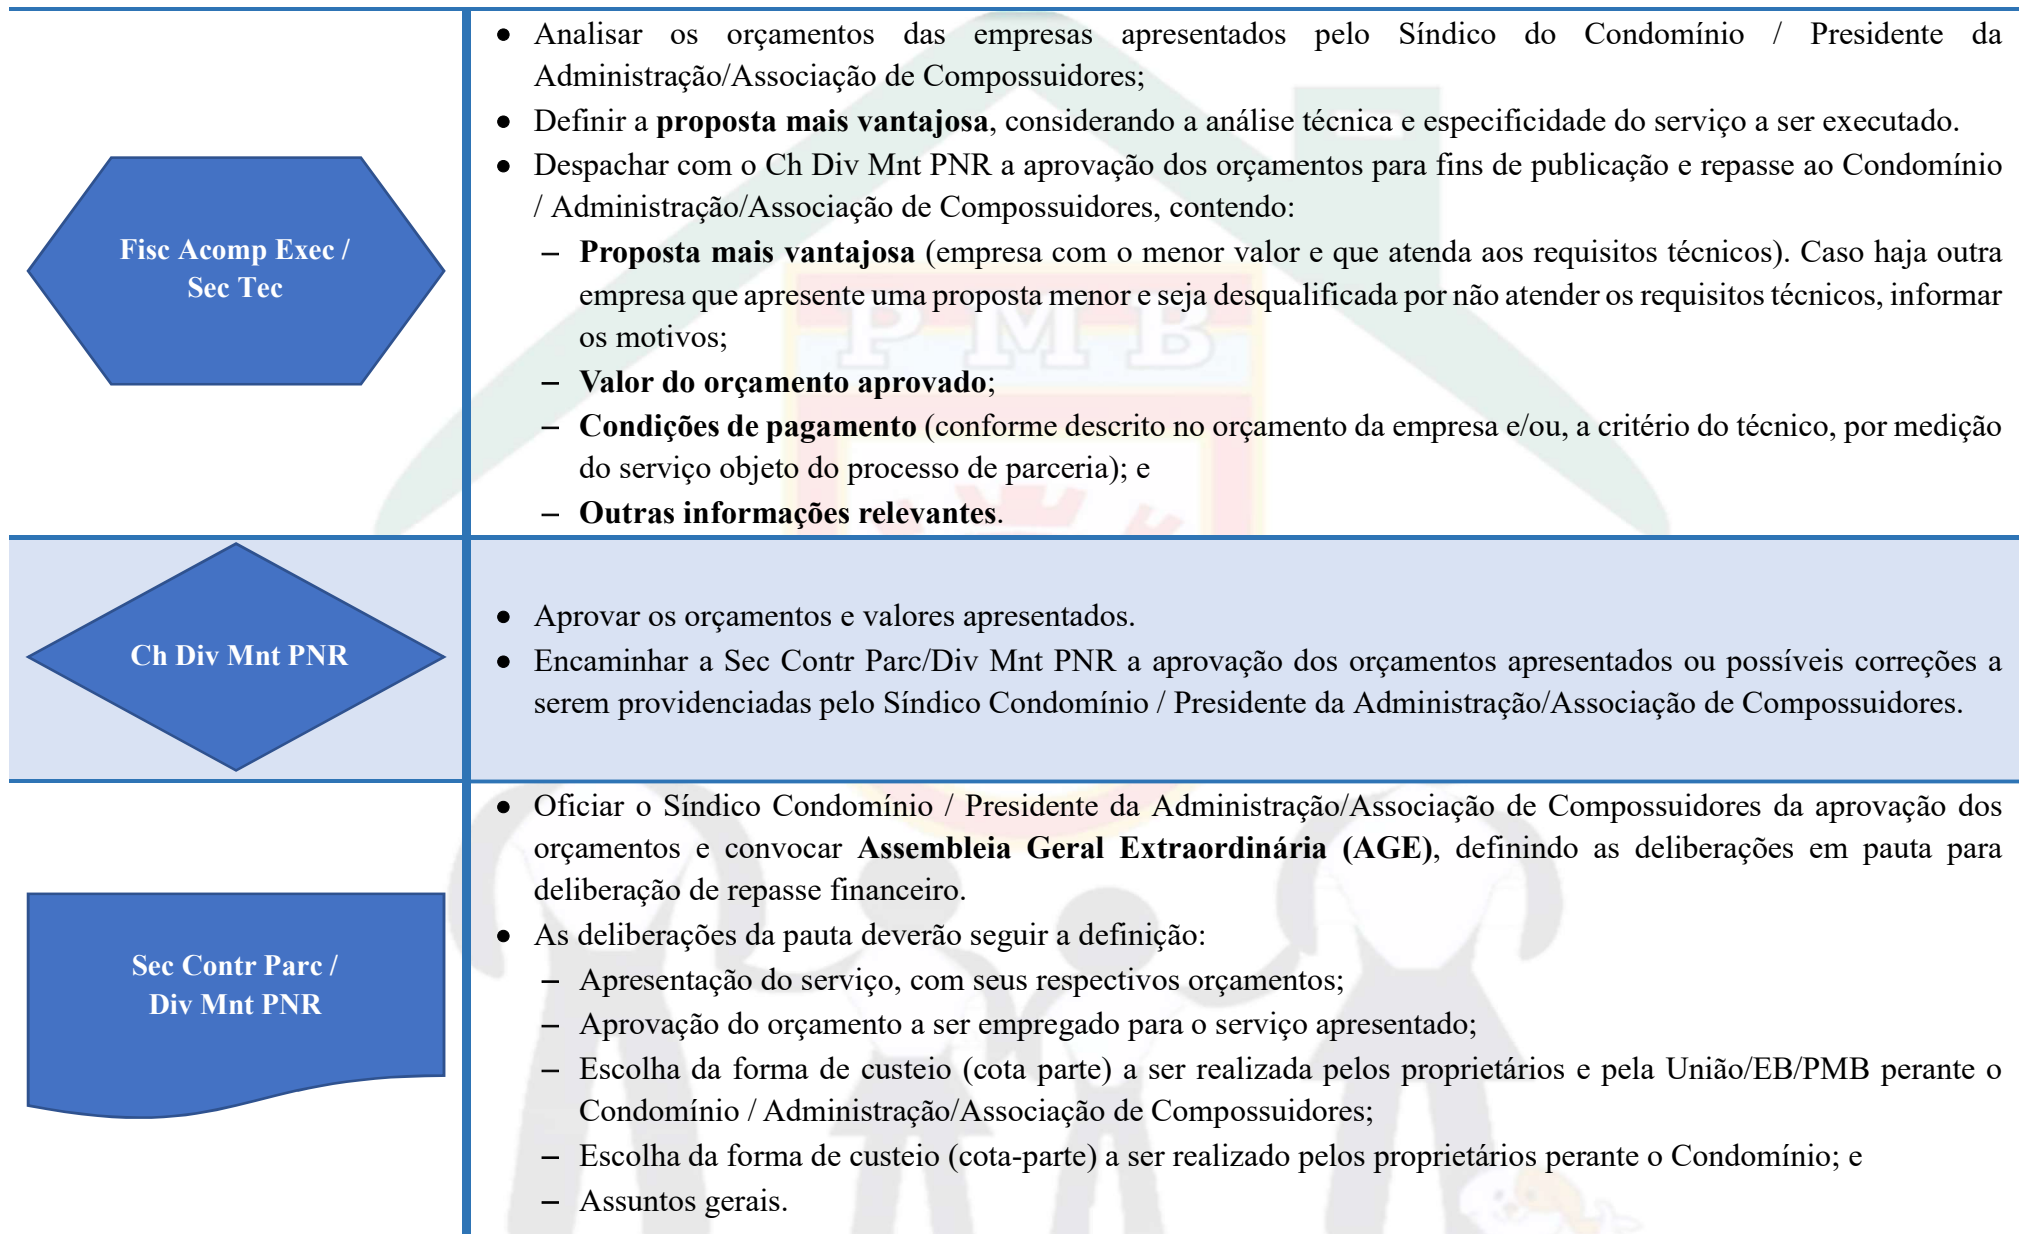 Fisc Acomp Exec /
Sec Tec
• Analisar os orçamentos das empresas apresentados pelo Síndico do Condomínio / Presidente da
Administração/Associação de Compossuidores;
• Definir a proposta mais vantajosa, considerando a análise técnica e especificidade do serviço a ser executado.
• Despachar com o Ch Div Mnt PNR a aprovação dos orçamentos para fins de publicação e repasse ao Condomínio
/ Administração/Associação de Compossuidores, contendo:
– Proposta mais vantajosa (empresa com o menor valor e que atenda aos requisitos técnicos). Caso haja outra
empresa que apresente uma proposta menor e seja desqualificada por não atender os requisitos técnicos, informar
os motivos;
– Valor do orçamento aprovado;
– Condições de pagamento (conforme descrito no orçamento da empresa e/ou, a critério do técnico, por medição
do serviço objeto do processo de parceria); e
– Outras informações relevantes.
PMB
Ch Div Mnt PNR
• Aprovar os orçamentos e valores apresentados.
• Encaminhar a Sec Contr Parc/Div Mnt PNR a aprovação dos orçamentos apresentados ou possíveis correções a
serem providenciadas pelo Síndico Condomínio / Presidente da Administração/Associação de Compossuidores.
Sec Contr Parc /
Div Mnt PNR
• Oficiar o Síndico Condomínio / Presidente da Administração/Associação de Compossuidores da aprovação dos
orçamentos e convocar Assembleia Geral Extraordinária (AGE), definindo as deliberações em pauta para
deliberação de repasse financeiro.
• As deliberações da pauta deverão seguir a definição:
– Apresentação do serviço, com seus respectivos orçamentos;
– Aprovação do orçamento a ser empregado para o serviço apresentado;
– Escolha da forma de custeio (cota parte) a ser realizada pelos proprietários e pela União/EB/PMB perante o
Condomínio / Administração/Associação de Compossuidores;
– Escolha da forma de custeio (cota-parte) a ser realizado pelos proprietários perante o Condomínio; e
– Assuntos gerais.